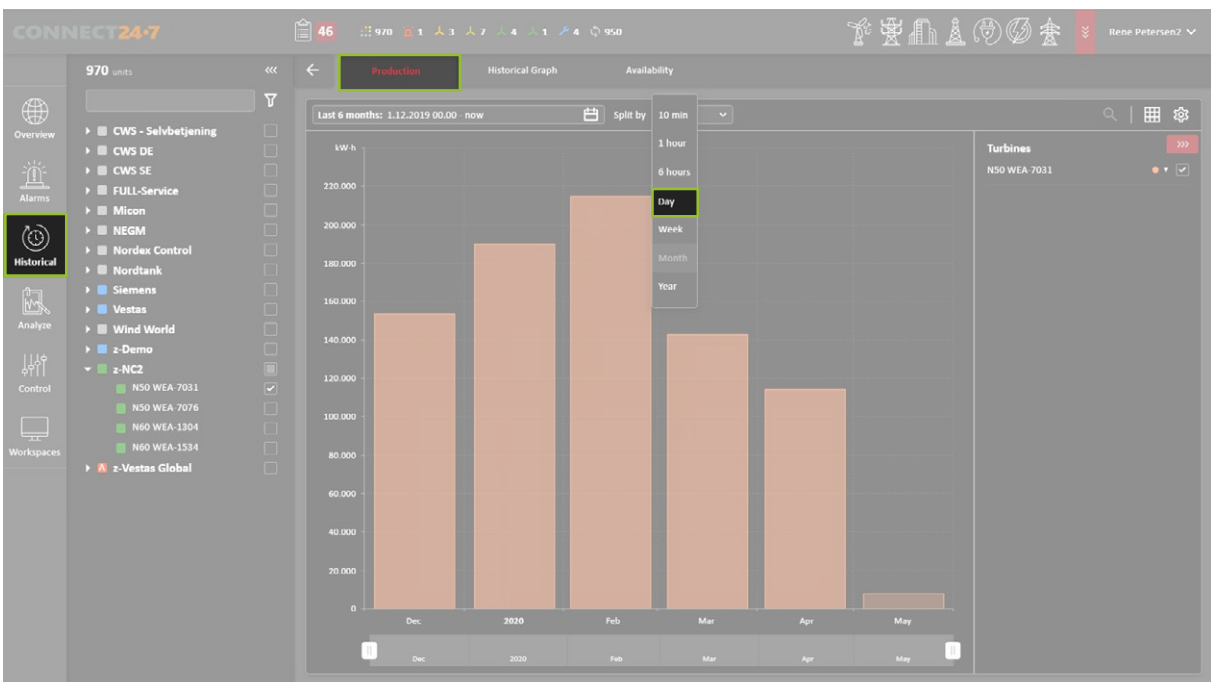 CONNECT24•7
46 970 1 3 7 4 1 4 950
Rene Petersen2
970 units
Production Historical Graph Availability
Last 6 months: 1.12.2019 00.00 - now
Split by
10 min
1 hour
6 hours
Day
Week
Month
Year
Overview
Alarms
Historical
Analyze
Control
Workspaces
CWS - Selvbetjening
CWS DE
CWS SE
FULL-Service
Micon
NEGM
Nordex Control
Nordtank
Siemens
Vestas
Wind World
z-Demo
z-NC2
N50 WEA-7031
N50 WEA-7076
N60 WEA-1304
N60 WEA-1534
z-Vestas Global
kW·h
220.000
200.000
180.000
160.000
140.000
120.000
100.000
80.000
60.000
40.000
20.000
0
Dec 2020 Feb Mar Apr May
Dec 2020 Feb Mar Apr May
Turbines
N50 WEA-7031